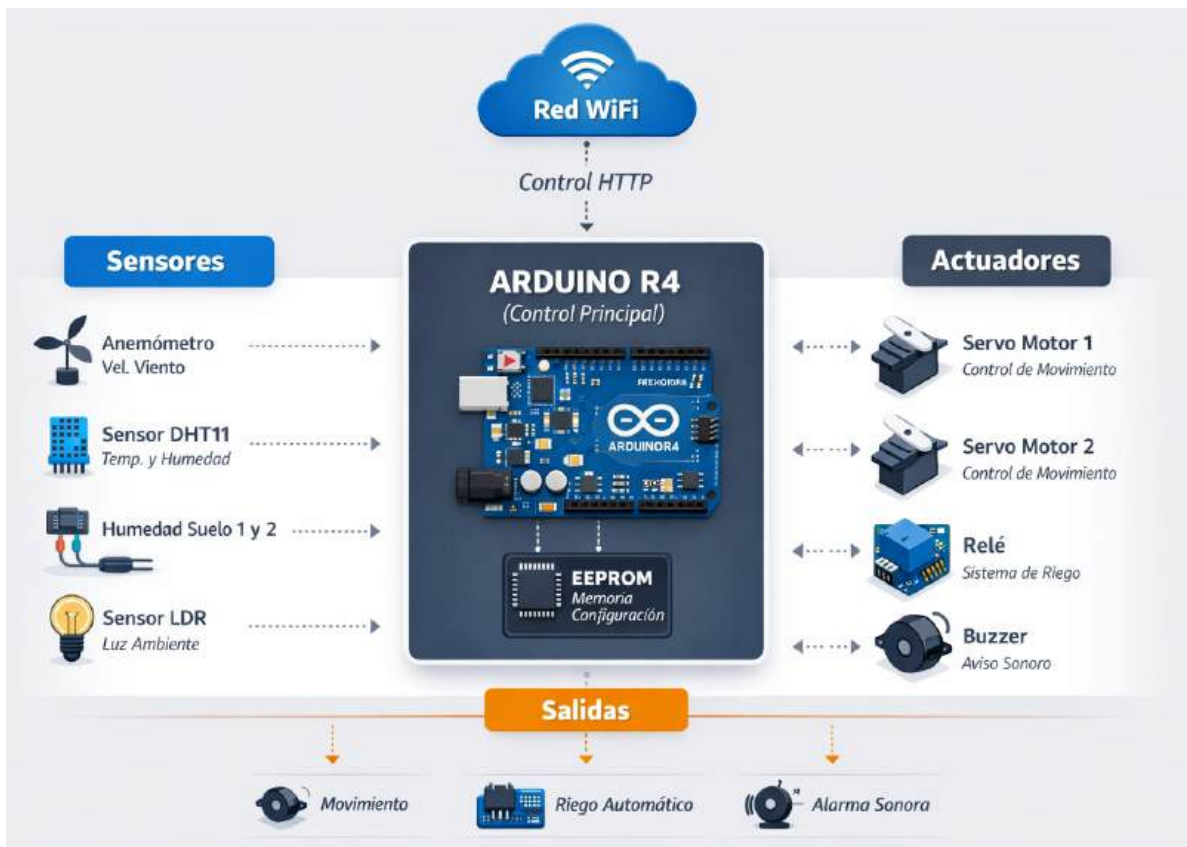 Red WiFi
Control HTTP
Sensores
Actuadores
ARDUINO R4
(Control Principal)
Anemómetro
Vel. Viento
Sensor DHT11
Temp. y Humedad
Humedad Suelo 1 y 2
Sensor LDR
Luz Ambiente
ARDUINOR4
EEPROM
Memoria
Configuración
Servo Motor 1
Control de Movimiento
Servo Motor 2
Control de Movimiento
Relé
Sistema de Riego
Buzzer
Aviso Sonoro
Salidas
Movimiento
Riego Automático
Alarma Sonora